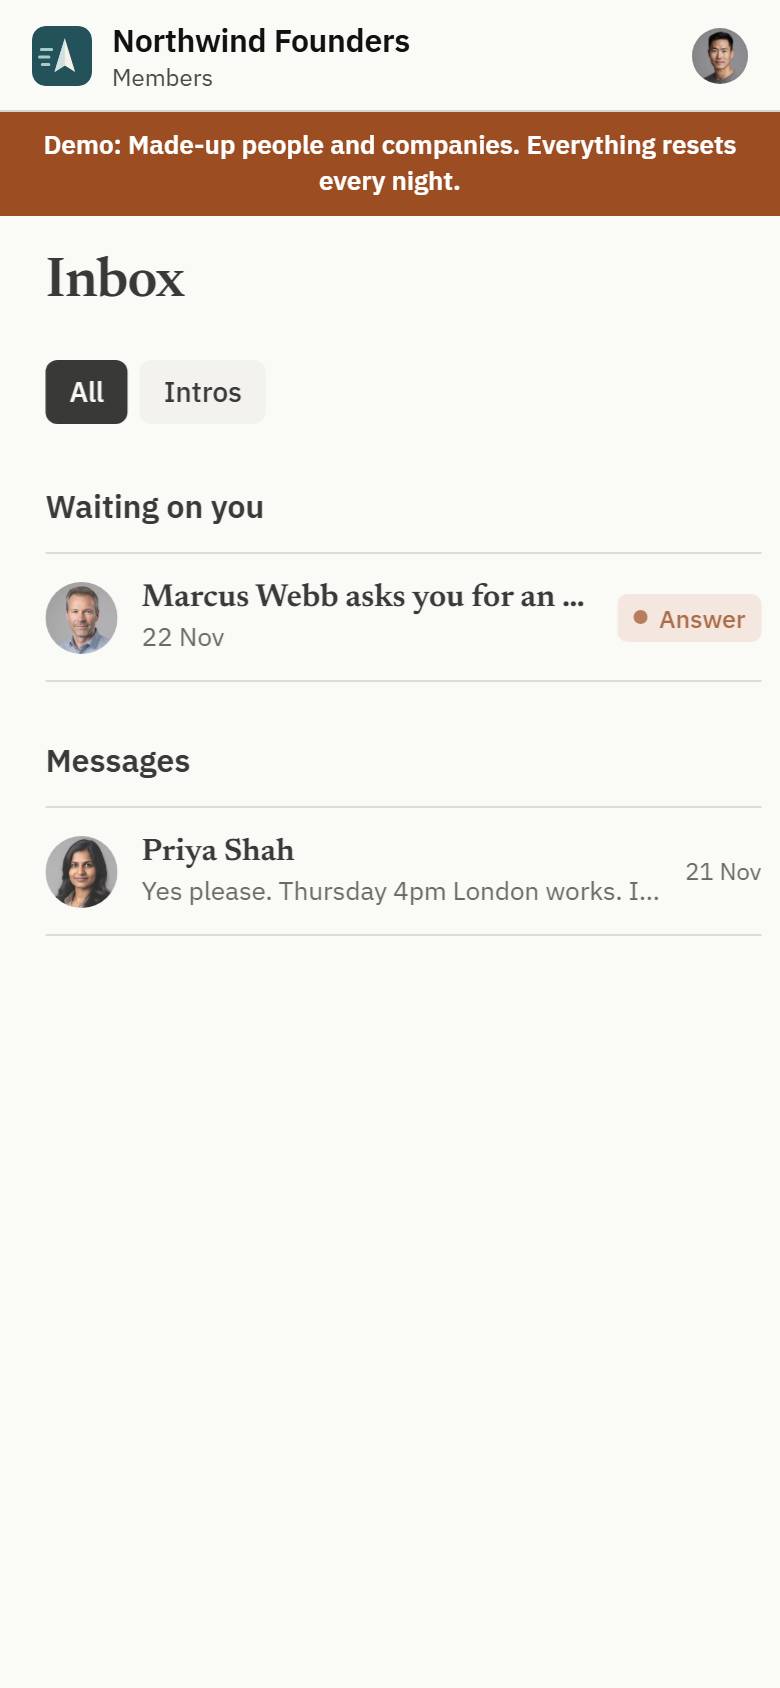 Northwind Founders
Members
Demo: Made-up people and companies. Everything resets
every night.
Inbox
All
Intros
Waiting on you
Marcus Webb asks you for an ...
22 Nov
Answer
Messages
Priya Shah
Yes please. Thursday 4pm London works. I...
21 Nov